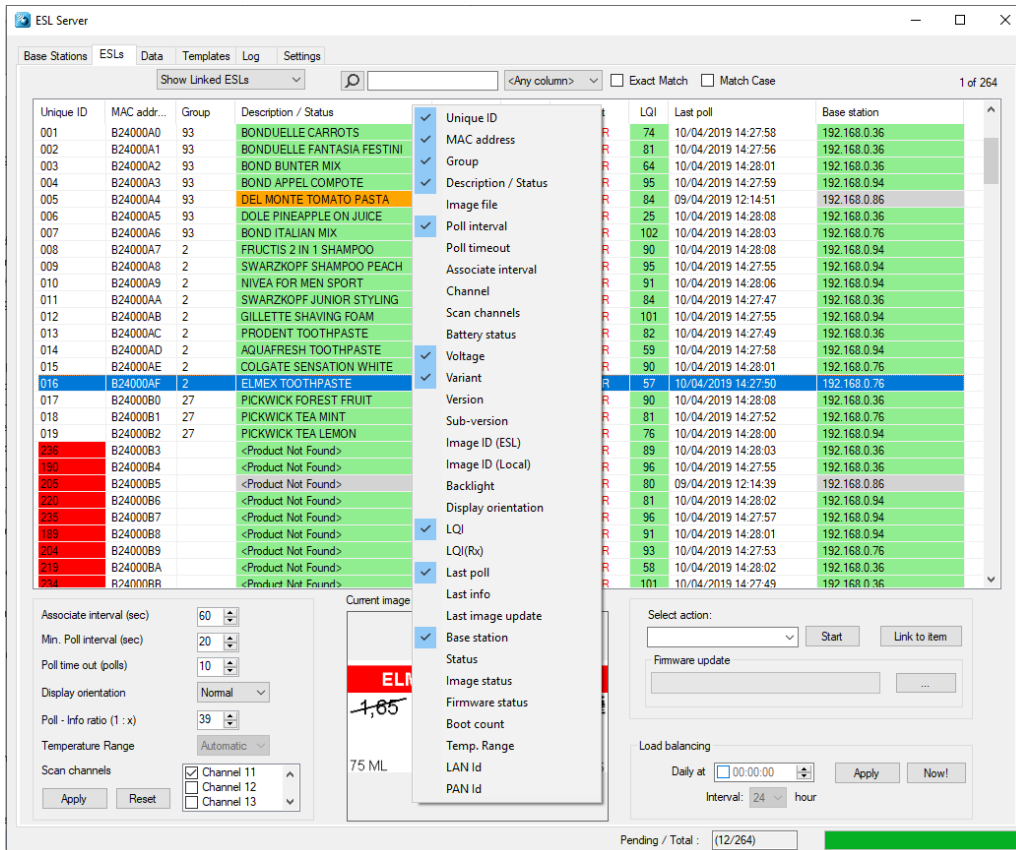 ESL Server
Base Stations ESLs Data Templates Log Settings
Show Linked ESLs <Any column> Exact Match Match Case 1 of 264
Unique ID MAC addr... Group Description / Status LQI Last poll Base station
001 B24000A0 93 BONDUELLE CARROTS R 74 10/04/2019 14:27:58 192.168.0.36
002 B24000A1 93 BONDUELLE FANTASIA FESTINI R 81 10/04/2019 14:27:56 192.168.0.36
003 B24000A2 93 BOND BUNTER MIX R 64 10/04/2019 14:28:01 192.168.0.36
004 B24000A3 93 BOND APPEL COMPOTE R 95 10/04/2019 14:27:59 192.168.0.94
005 B24000A4 93 DEL MONTE TOMATO PASTA R 84 09/04/2019 12:14:51 192.168.0.86
006 B24000A5 93 DOLE PINEAPPLE ON JUICE R 25 10/04/2019 14:28:08 192.168.0.36
007 B24000A6 93 BOND ITALIAN MIX R 102 10/04/2019 14:28:03 192.168.0.76
008 B24000A7 2 FRUCTIS 2 IN 1 SHAMPOO R 90 10/04/2019 14:28:08 192.168.0.94
009 B24000A8 2 SWARZKOPF SHAMPOO PEACH R 95 10/04/2019 14:27:55 192.168.0.94
010 B24000A9 2 NIVEA FOR MEN SPORT R 91 10/04/2019 14:28:06 192.168.0.94
011 B24000AA 2 SWARZKOPF JUNIOR STYLING R 84 10/04/2019 14:27:47 192.168.0.36
012 B24000AB 2 GILLETTE SHAVING FOAM R 101 10/04/2019 14:27:55 192.168.0.94
013 B24000AC 2 PRODENT TOOTHPASTE R 82 10/04/2019 14:27:49 192.168.0.36
014 B24000AD 2 AQUAFRESH TOOTHPASTE R 59 10/04/2019 14:27:58 192.168.0.94
015 B24000AE 2 COLGATE SENSATION WHITE R 90 10/04/2019 14:28:01 192.168.0.76
016 B24000AF 2 ELMEX TOOTHPASTE R 57 10/04/2019 14:27:50 192.168.0.76
017 B24000B0 27 PICKWICK FOREST FRUIT R 90 10/04/2019 14:28:08 192.168.0.36
018 B24000B1 27 PICKWICK TEA MINT R 81 10/04/2019 14:27:52 192.168.0.76
019 B24000B2 27 PICKWICK TEA LEMON R 76 10/04/2019 14:28:00 192.168.0.94
236 B24000B3 <Product Not Found> R 89 10/04/2019 14:28:03 192.168.0.36
190 B24000B4 <Product Not Found> R 96 10/04/2019 14:27:55 192.168.0.36
205 B24000B5 <Product Not Found> R 80 09/04/2019 12:14:39 192.168.0.86
220 B24000B6 <Product Not Found> R 81 10/04/2019 14:28:02 192.168.0.94
235 B24000B7 <Product Not Found> R 96 10/04/2019 14:27:57 192.168.0.94
189 B24000B8 <Product Not Found> R 91 10/04/2019 14:28:01 192.168.0.94
204 B24000B9 <Product Not Found> R 93 10/04/2019 14:27:53 192.168.0.76
219 B24000BA <Product Not Found> R 58 10/04/2019 14:28:02 192.168.0.36
234 B24000BB <Product Not Found> R 101 10/04/2019 14:27:49 192.168.0.36
Unique ID
MAC address
Group
Description / Status
Image file
Poll interval
Poll timeout
Associate interval
Channel
Scan channels
Battery status
Voltage
Variant
Version
Sub-version
Image ID (ESL)
Image ID (Local)
Backlight
Display orientation
LQI
LQI(Rx)
Last poll
Last info
Last image update
Base station
Status
Image status
Firmware status
Boot count
Temp. Range
LAN Id
PAN Id
Associate interval (sec) 60
Min. Poll interval (sec) 20
Poll time out (polls) 10
Display orientation Normal
Poll - Info ratio (1 : x) 39
Temperature Range Automatic
Scan channels Channel 11
Channel 12
Channel 13
Apply Reset
Current image
ELM
1,65
75 ML
Select action:
Start Link to item
Firmware update
...
Load balancing
Daily at 00:00:00 Apply Now!
Interval: 24 hour
Pending / Total : (12/264)